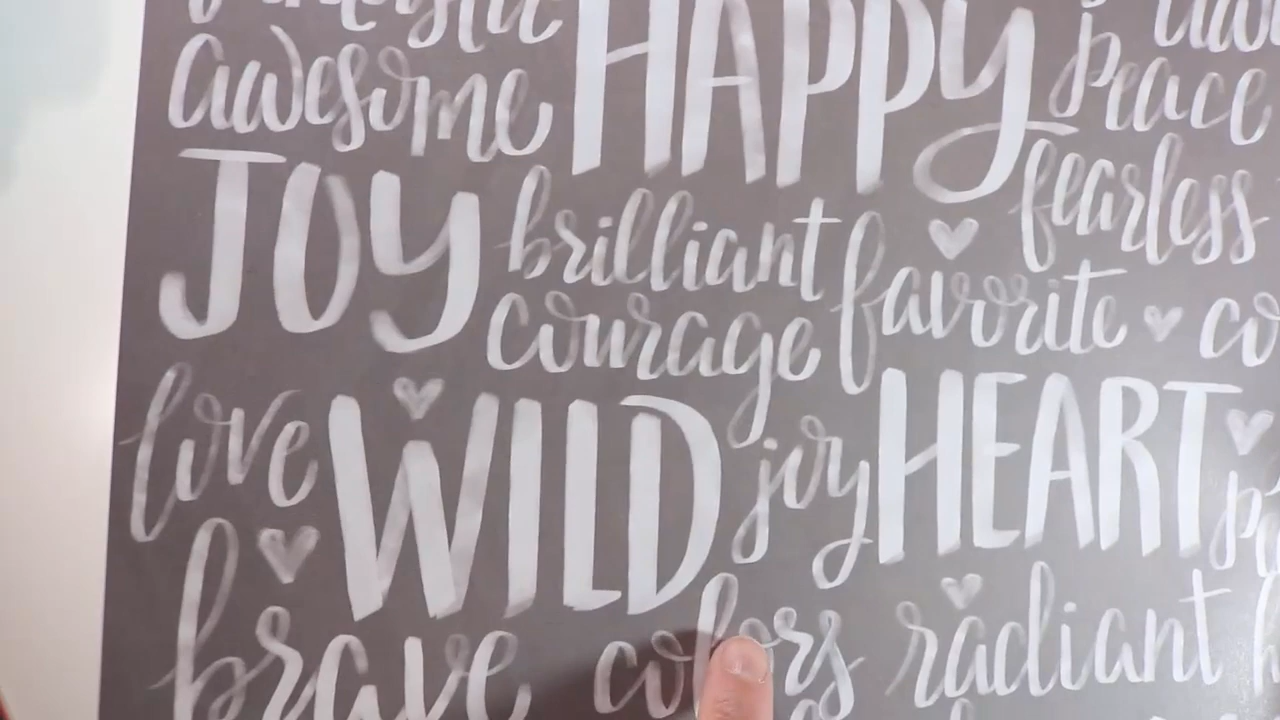 awesome HAPPY peace
JOY brilliant fearless
courage favorite
love WILD joy HEART
brave colors radiant